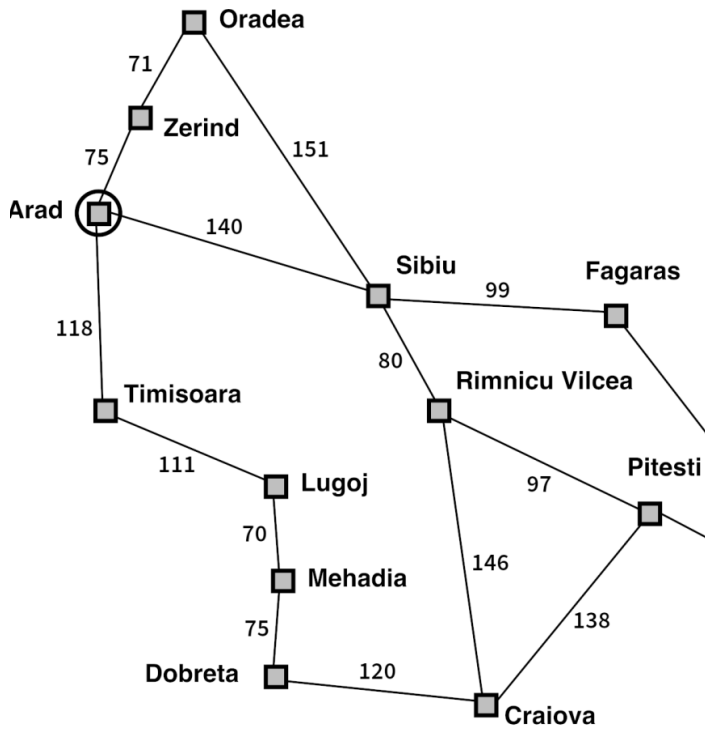 Oradea
71
Zerind
75
151
Arad
140
Sibiu
Fagaras
99
118
80
Rimnicu Vilcea
Timisoara
111
Lugoj
97
Pitesti
70
146
Mehadia
138
75
Dobreta
120
Craiova